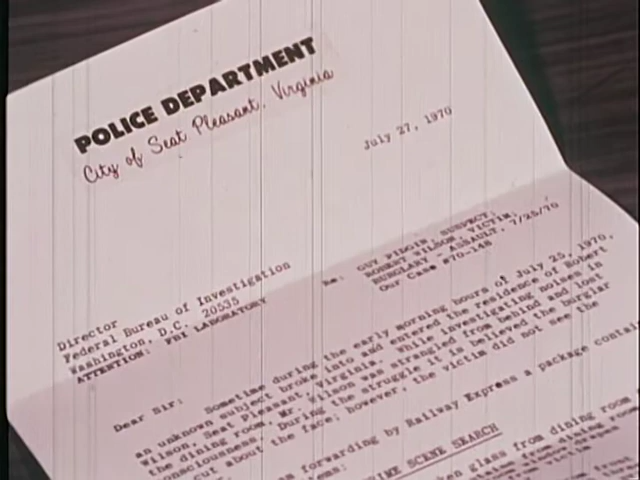 POLICE DEPARTMENT
City of Seat Pleasant, Virginia
July 27, 1970
Director
Federal Bureau of Investigation
Washington, D.C. 20535
ATTENTION: FBI LABORATORY
Re: GUY PIDGIN, SUSPECT;
ROBERT WILSON, VICTIM,
BURGLARY - ASSAULT, 7/25/70
Our Case #70-148
Dear Sir:
Sometime during the early morning hours of July 25, 1970,
an unknown subject broke into and entered the residence of Robert
Wilson, Seat Pleasant, Virginia. While investigating noises in
the dining room, Mr. Wilson was strangled from behind and lost
consciousness. During the struggle it is believed the burglar
cut about the face; however, the victim did not see the
forwarding by Railway Express a package
CRIME SCENE SEARCH
glass from dining room